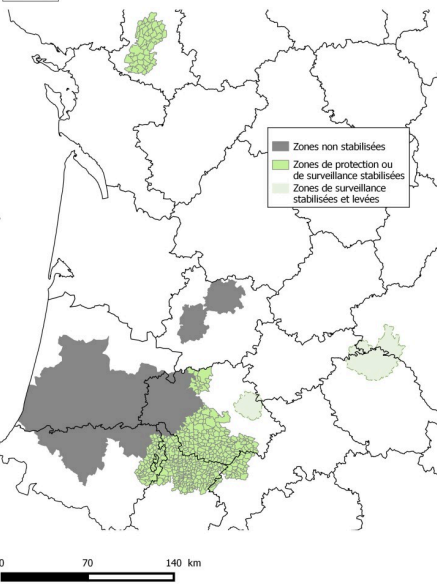 Zones non stabilisées
Zones de protection ou
de surveillance stabilisées
Zones de surveillance
stabilisées et levées
0 70 140 km